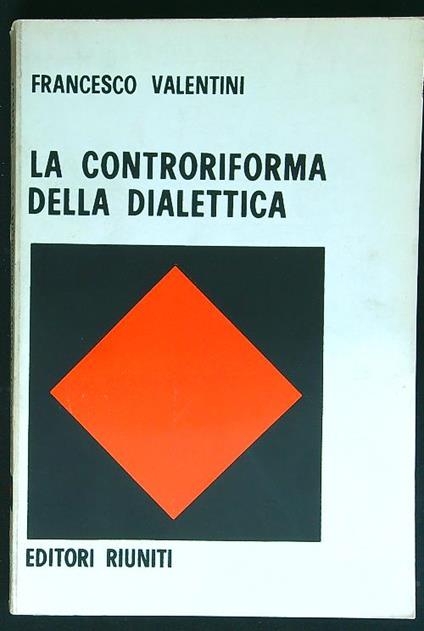 FRANCESCO VALENTINI
LA CONTRORIFORMA
DELLA DIALETTICA
EDITORI RIUNITI